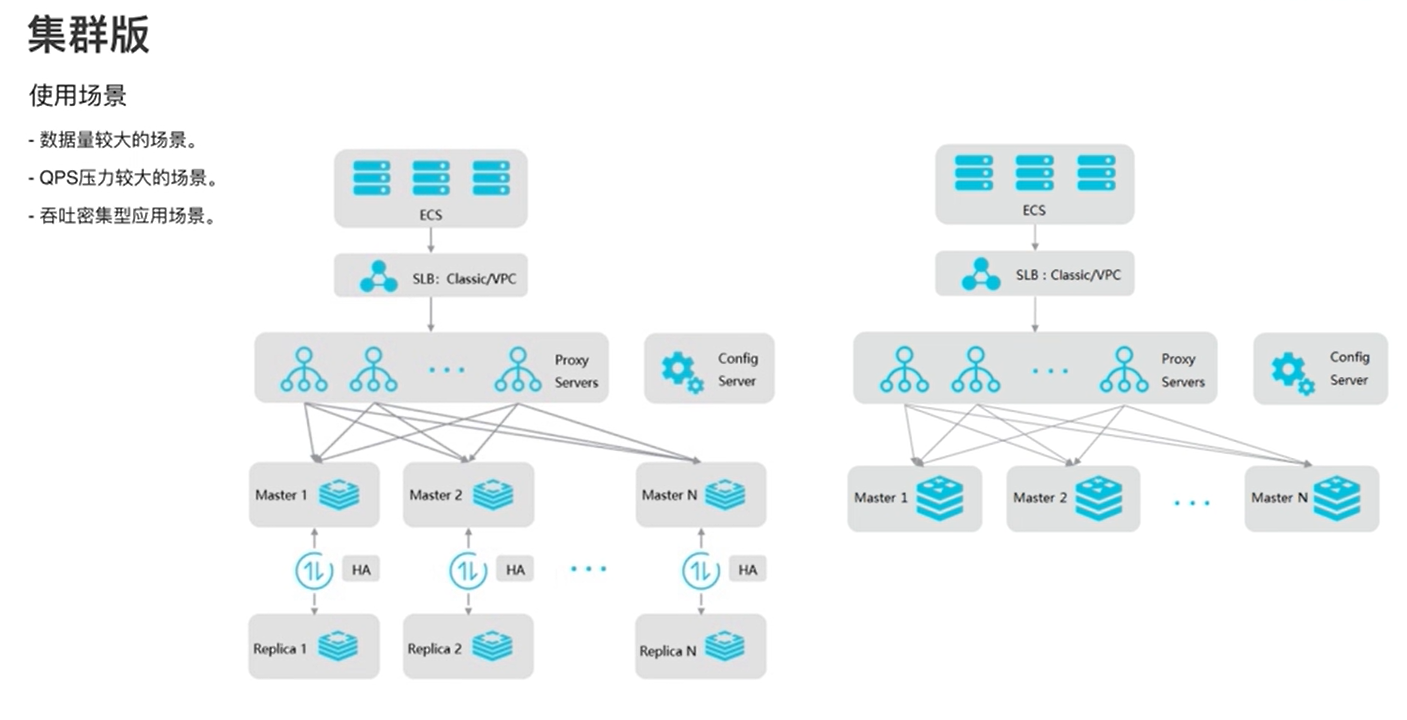 集群版
使用场景
- 数据量较大的场景。
- QPS压力较大的场景。
- 吞吐密集型应用场景。
ECS
SLB：Classic/VPC
Proxy
Servers
Config
Server
Master 1
Master 2
Master N
HA
HA
HA
Replica 1
Replica 2
Replica N
ECS
SLB : Classic/VPC
Proxy
Servers
Config
Server
Master 1
Master 2
Master N